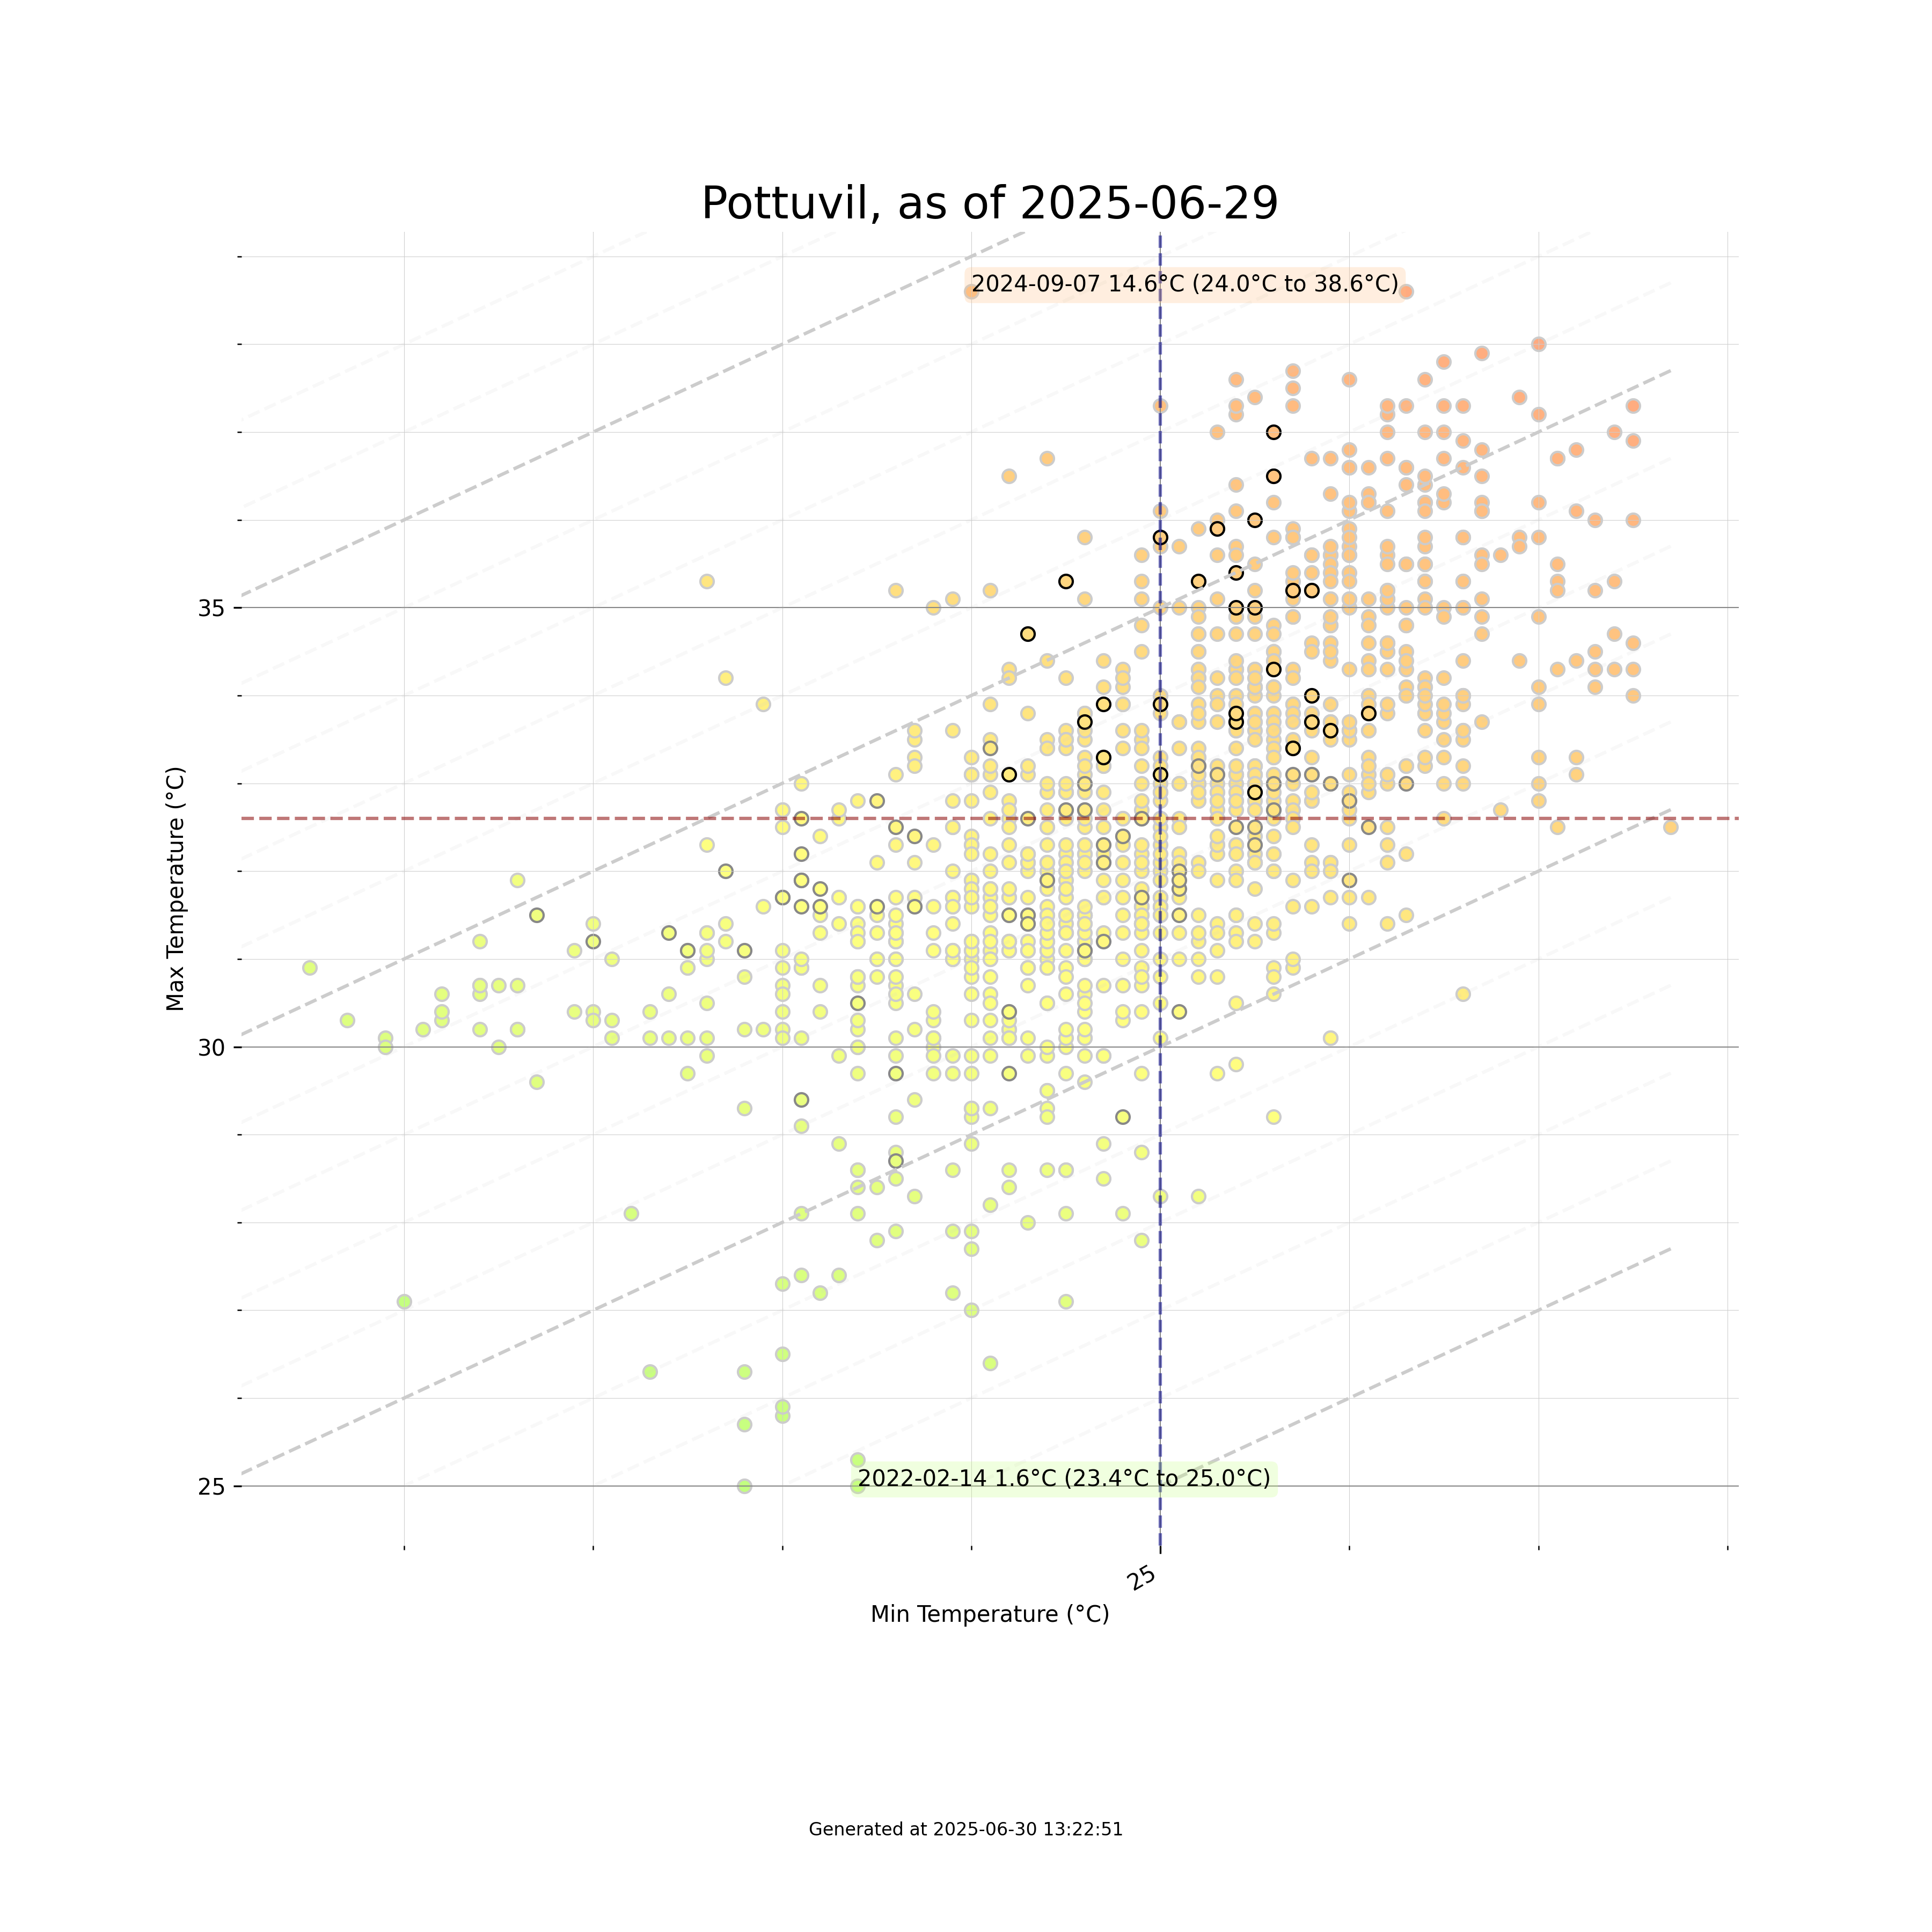 Pottuvil, as of 2025-06-29
2024-09-07 14.6°C (24.0°C to 38.6°C)
Max Temperature (°C)
35
30
25
2022-02-14 1.6°C (23.4°C to 25.0°C)
25
Min Temperature (°C)
Generated at 2025-06-30 13:22:51